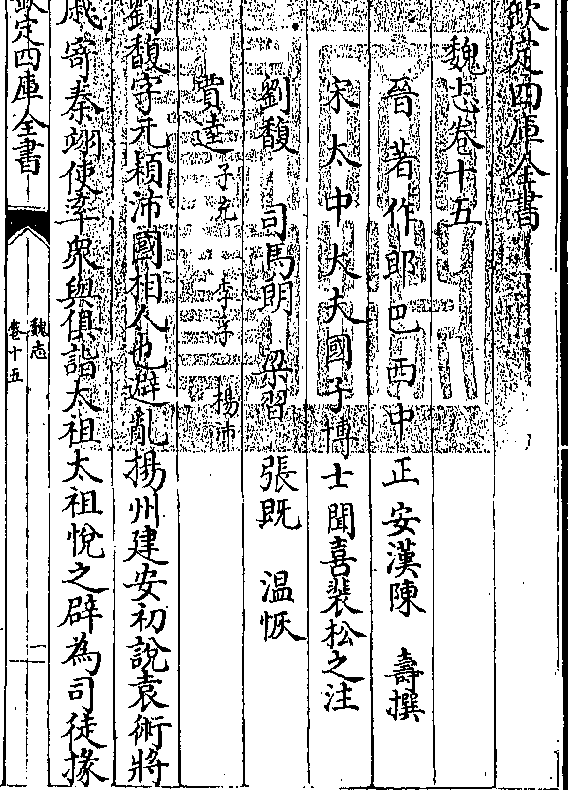 欽定四庫全書
魏志卷十五
晉著作郎巴西中正安漢陳壽撰
宋太中大夫國子博士聞喜裴松之注
劉馥 司馬朗 梁習 張既 温恢
賈逵 子充 李孚 楊沛
劉馥字元穎沛國相人也避亂揚州建安初說袁術將
戚寄秦翊使率衆與俱詣太祖太祖悅之辟為司徒掾
欽定四庫全書
魏志
卷十五
一